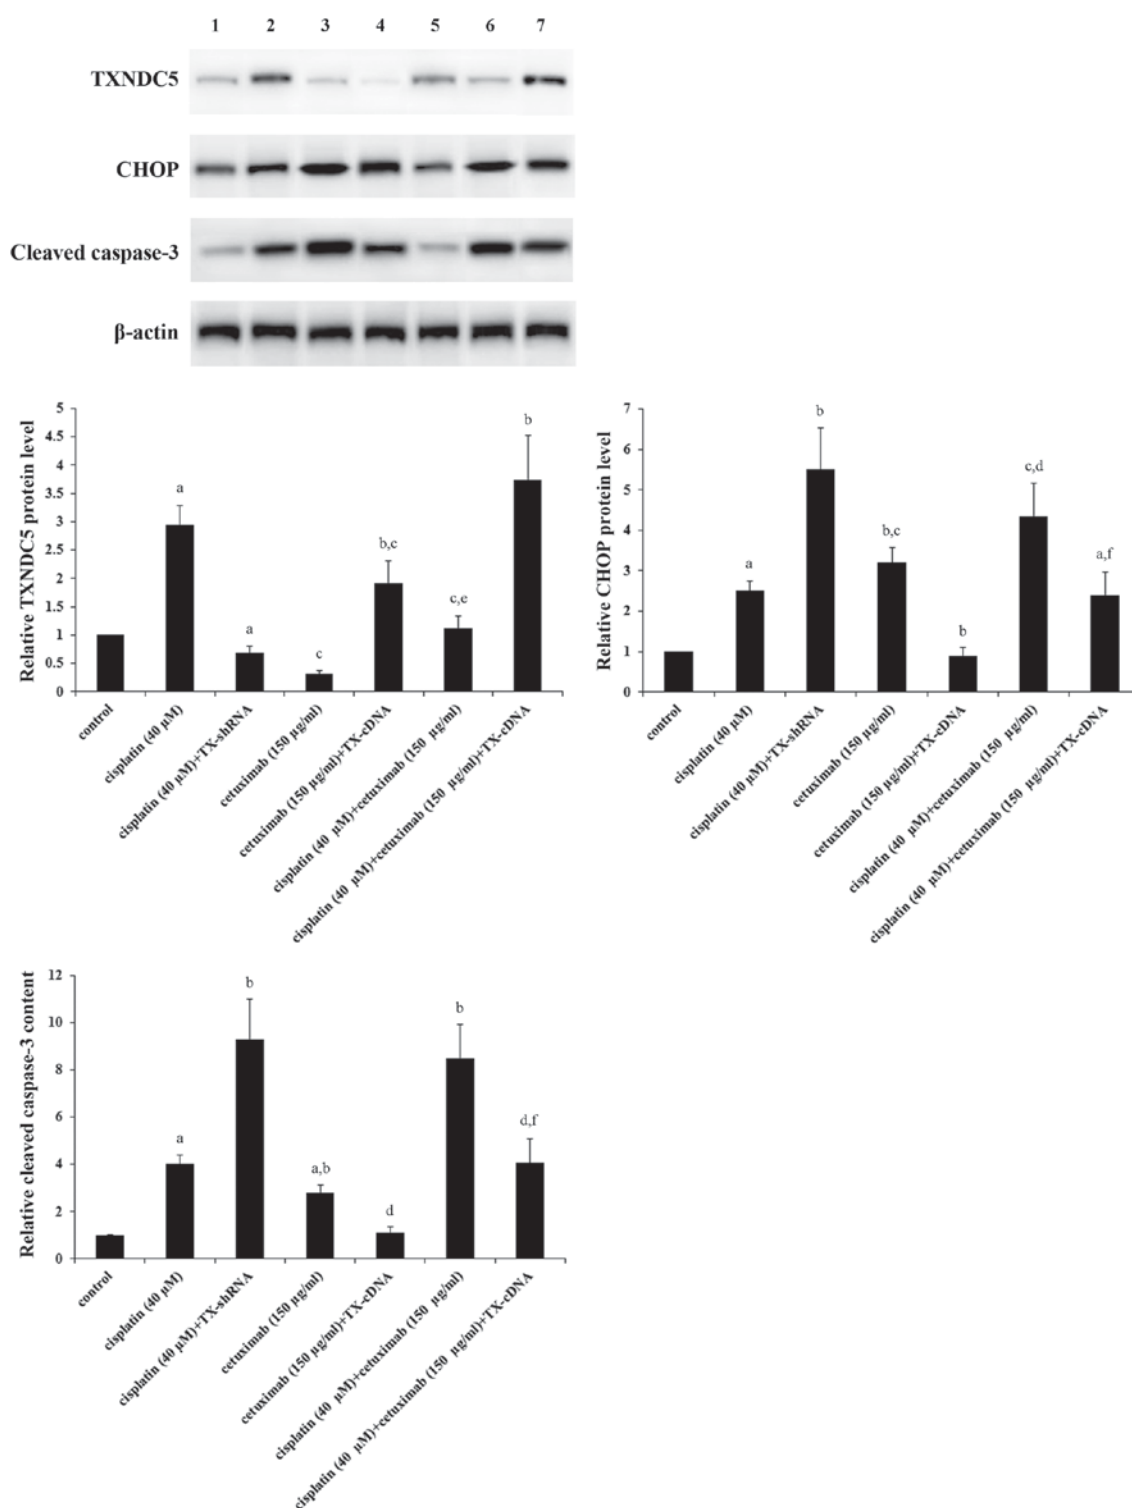 1 2 3 4 5 6 7
TXNDC5
CHOP
Cleaved caspase-3
β-actin
Relative TXNDC5 protein level
5
4.5
4
3.5
3
2.5
2
1.5
1
0.5
0
a
a
c
b,c
c,e
b
control
cisplatin (40 µM)
cisplatin (40 µM)+TX-shRNA
cetuximab (150 µg/ml)
cetuximab (150 µg/ml)+TX-cDNA
cisplatin (40 µM)+cetuximab (150 µg/ml)
cisplatin (40 µM)+cetuximab (150 µg/ml)+TX-cDNA
Relative CHOP protein level
7
6
5
4
3
2
1
0
a
b
b,c
b
c,d
a,f
control
cisplatin (40 µM)
cisplatin (40 µM)+TX-shRNA
cetuximab (150 µg/ml)
cetuximab (150 µg/ml)+TX-cDNA
cisplatin (40 µM)+cetuximab (150 µg/ml)
cisplatin (40 µM)+cetuximab (150 µg/ml)+TX-cDNA
Relative cleaved caspase-3 content
12
10
8
6
4
2
0
a
b
a,b
d
b
d,f
control
cisplatin (40 µM)
cisplatin (40 µM)+TX-shRNA
cetuximab (150 µg/ml)
cetuximab (150 µg/ml)+TX-cDNA
cisplatin (40 µM)+cetuximab (150 µg/ml)
cisplatin (40 µM)+cetuximab (150 µg/ml)+TX-cDNA